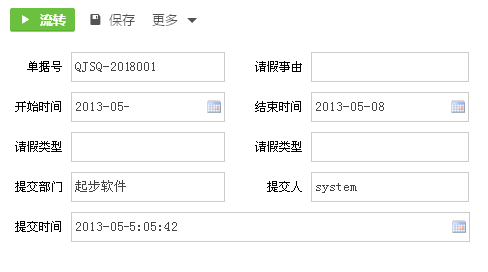 流转 保存 更多
单据号 QJSQ-2018001 请假事由
开始时间 2013-05- 结束时间 2013-05-08
请假类型 请假类型
提交部门 起步软件 提交人 system
提交时间 2013-05-5:05:42